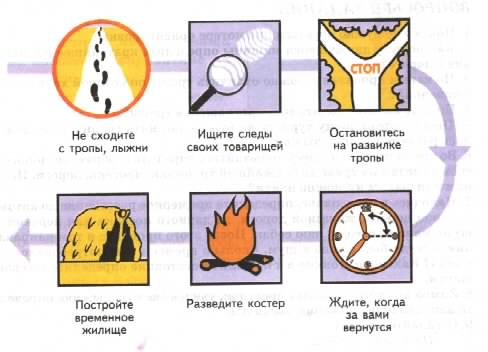 СТОП
Не сходите
с тропы, лыжни
Ищите следы
своих товарищей
Остановитесь
на развилке
тропы
Постройте
временное
жилище
Разведите костер
Ждите, когда
за вами
вернутся